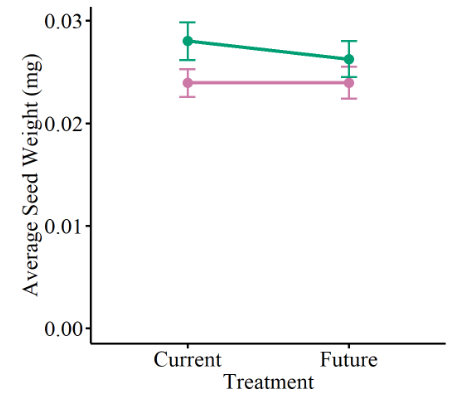 Average Seed Weight (mg)
0.03
0.02
0.01
0.00
Current Future
Treatment